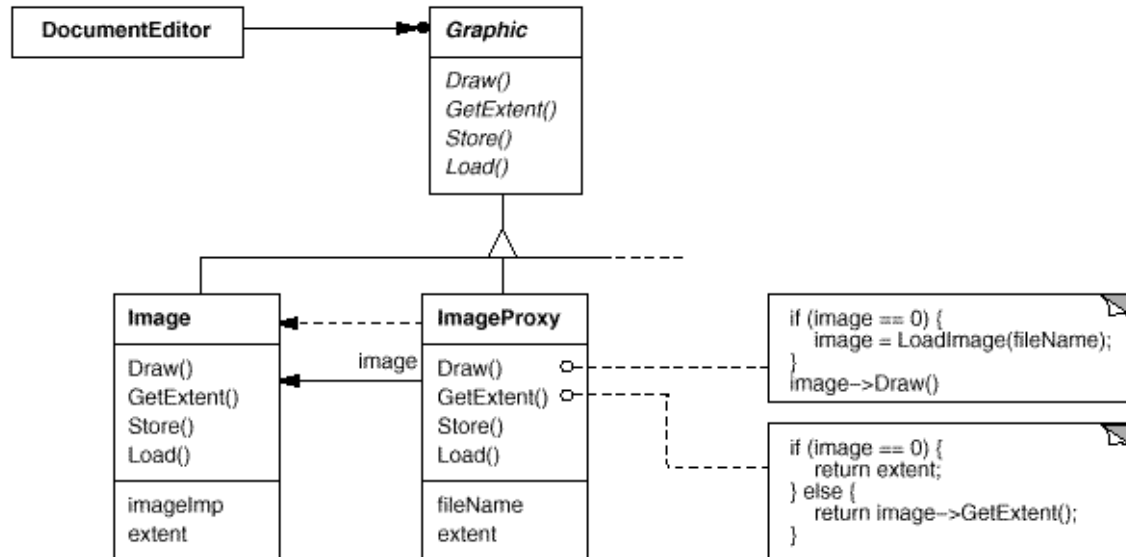 DocumentEditor
Graphic
Draw()
GetExtent()
Store()
Load()
Image
Draw()
GetExtent()
Store()
Load()
imageImp
extent
image
ImageProxy
Draw()
GetExtent()
Store()
Load()
fileName
extent
if (image == 0) {
image = LoadImage(fileName);
}
image->Draw()
if (image == 0) {
return extent;
} else {
return image->GetExtent();
}